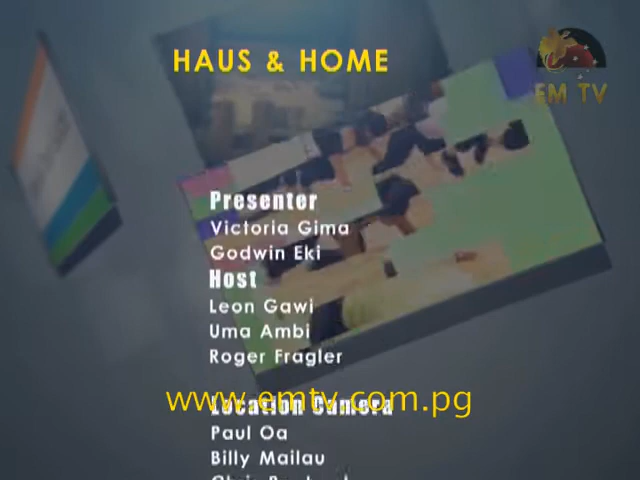 HAUS & HOME
EM TV
Presenter
Victoria Gima
Godwin Eki
Host
Leon Gawi
Uma Ambi
Roger Fragler
www.emtv.com.pg
Location Camera
Paul Oa
Billy Mailau